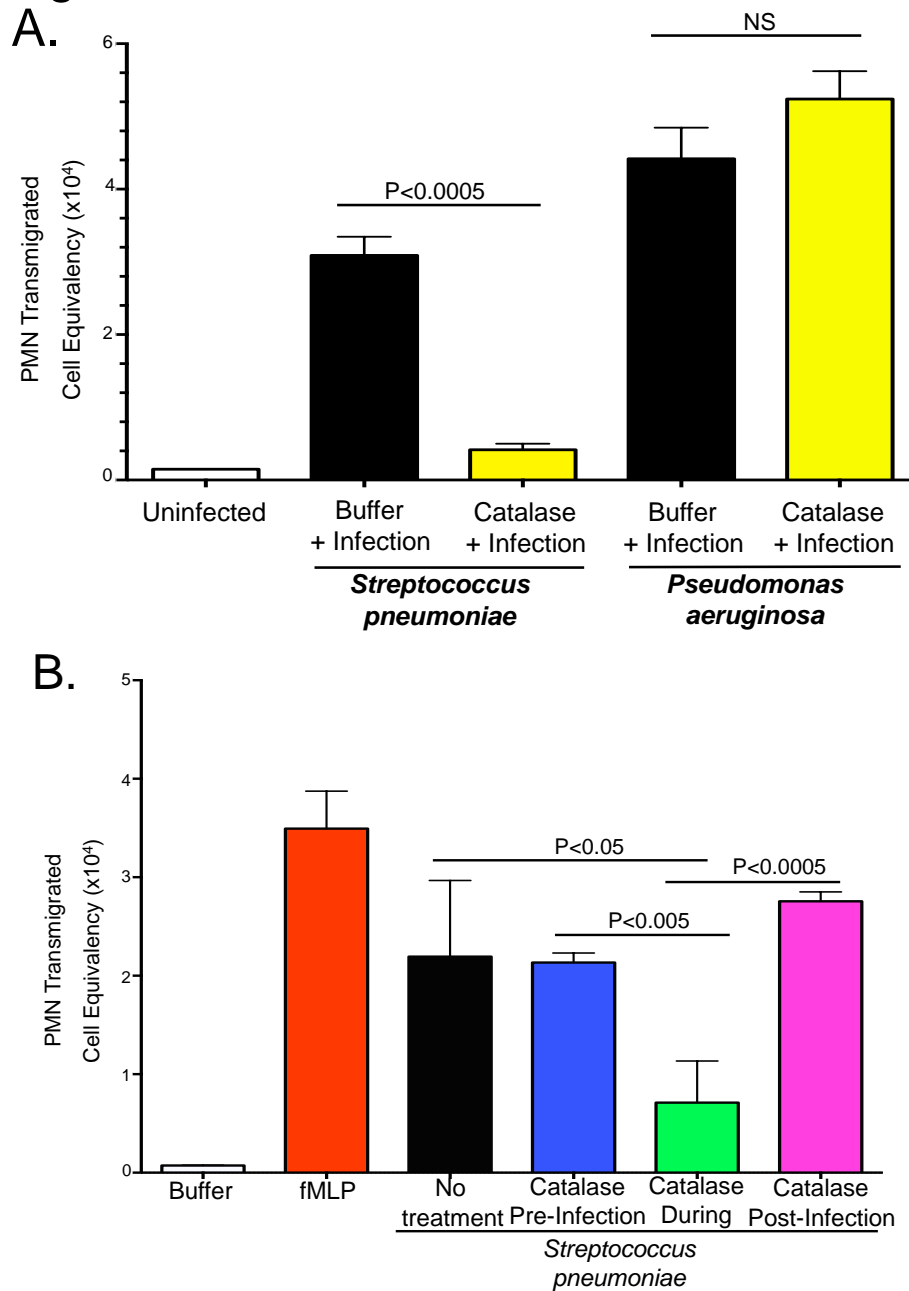 A.
6
4
2
0
PMN Transmigrated
Cell Equivalency (x10⁴)
NS
P<0.0005
Uninfected
Buffer
+ Infection
Catalase
+ Infection
Buffer
+ Infection
Catalase
+ Infection
Streptococcus
pneumoniae
Pseudomonas
aeruginosa
B.
5
4
3
2
1
0
PMN Transmigrated
Cell Equivalency (x10⁴)
P<0.05
P<0.0005
P<0.005
Buffer
fMLP
No
treatment
Catalase
Pre-Infection
Catalase
During
Catalase
Post-Infection
Streptococcus
pneumoniae